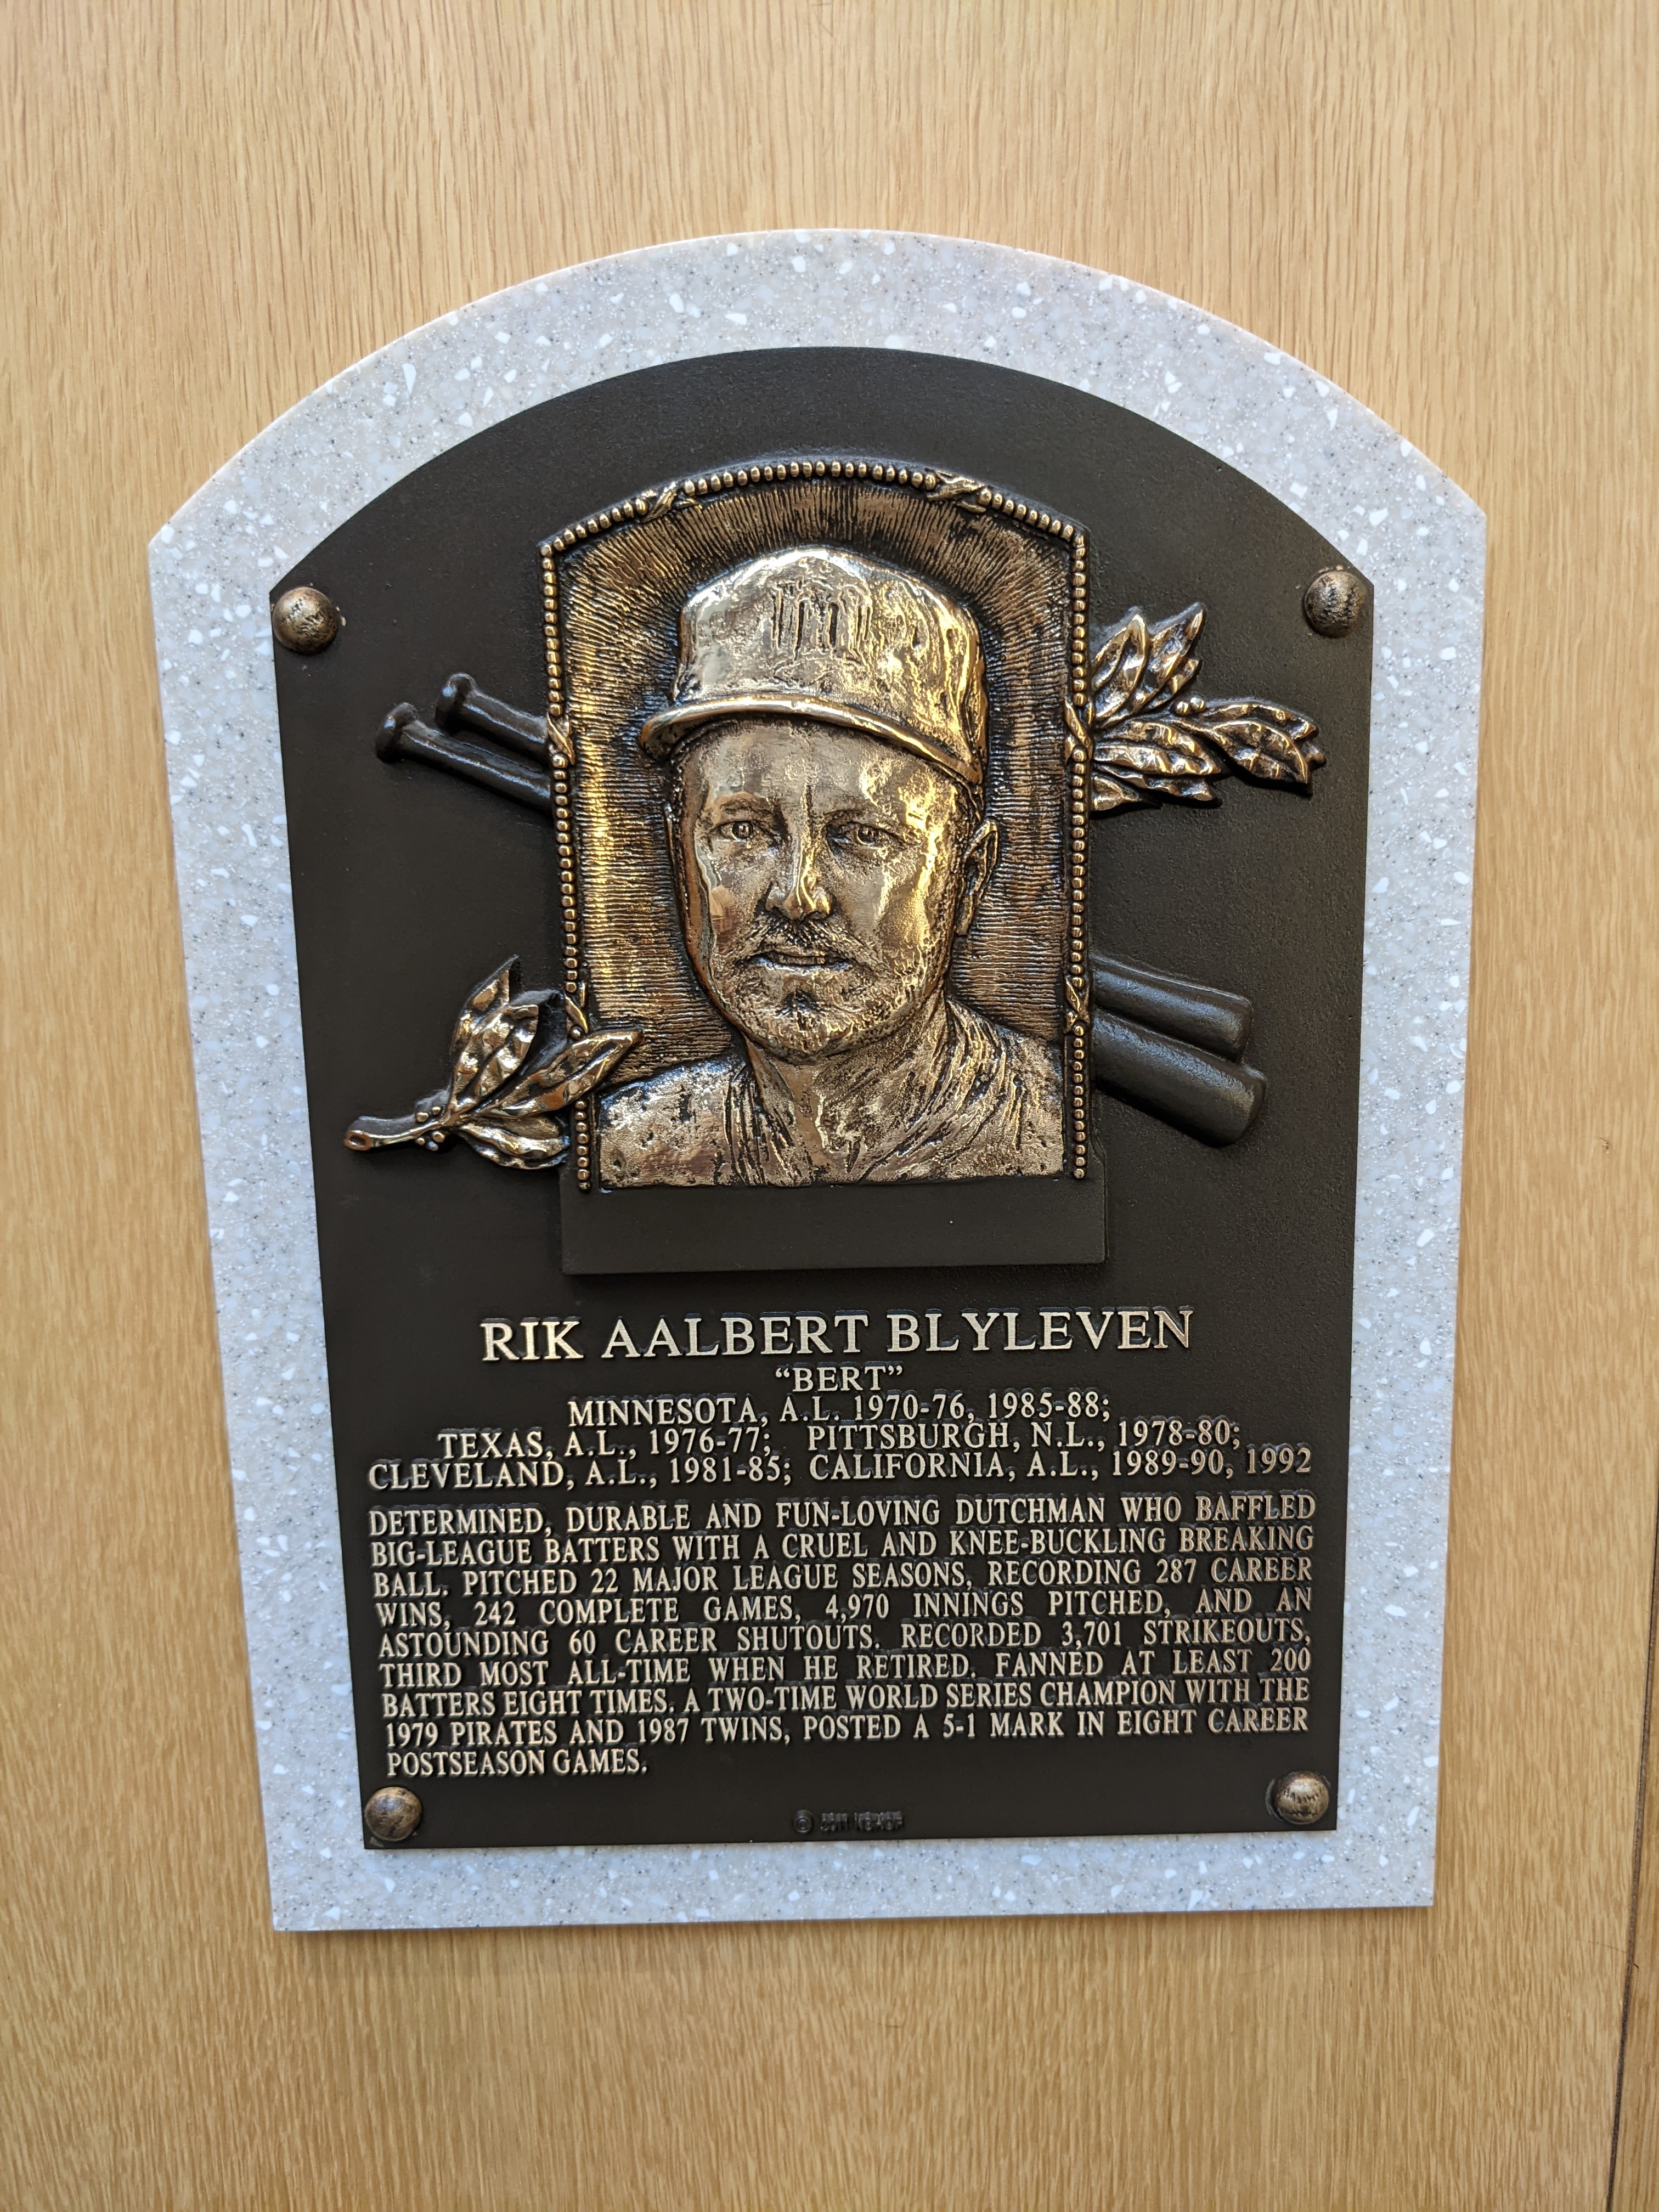 RIK AALBERT BLYLEVEN
“BERT”
MINNESOTA, A.L. 1970-76, 1985-88;
TEXAS, A.L., 1976-77; PITTSBURGH, N.L., 1978-80;
CLEVELAND, A.L., 1981-85; CALIFORNIA, A.L., 1989-90, 1992
DETERMINED, DURABLE AND FUN-LOVING DUTCHMAN WHO BAFFLED
BIG-LEAGUE BATTERS WITH A CRUEL AND KNEE-BUCKLING BREAKING
BALL. PITCHED 22 MAJOR LEAGUE SEASONS, RECORDING 287 CAREER
WINS, 242 COMPLETE GAMES, 4,970 INNINGS PITCHED, AND AN
ASTOUNDING 60 CAREER SHUTOUTS. RECORDED 3,701 STRIKEOUTS,
THIRD MOST ALL-TIME WHEN HE RETIRED. FANNED AT LEAST 200
BATTERS EIGHT TIMES. A TWO-TIME WORLD SERIES CHAMPION WITH THE
1979 PIRATES AND 1987 TWINS, POSTED A 5-1 MARK IN EIGHT CAREER
POSTSEASON GAMES.
©